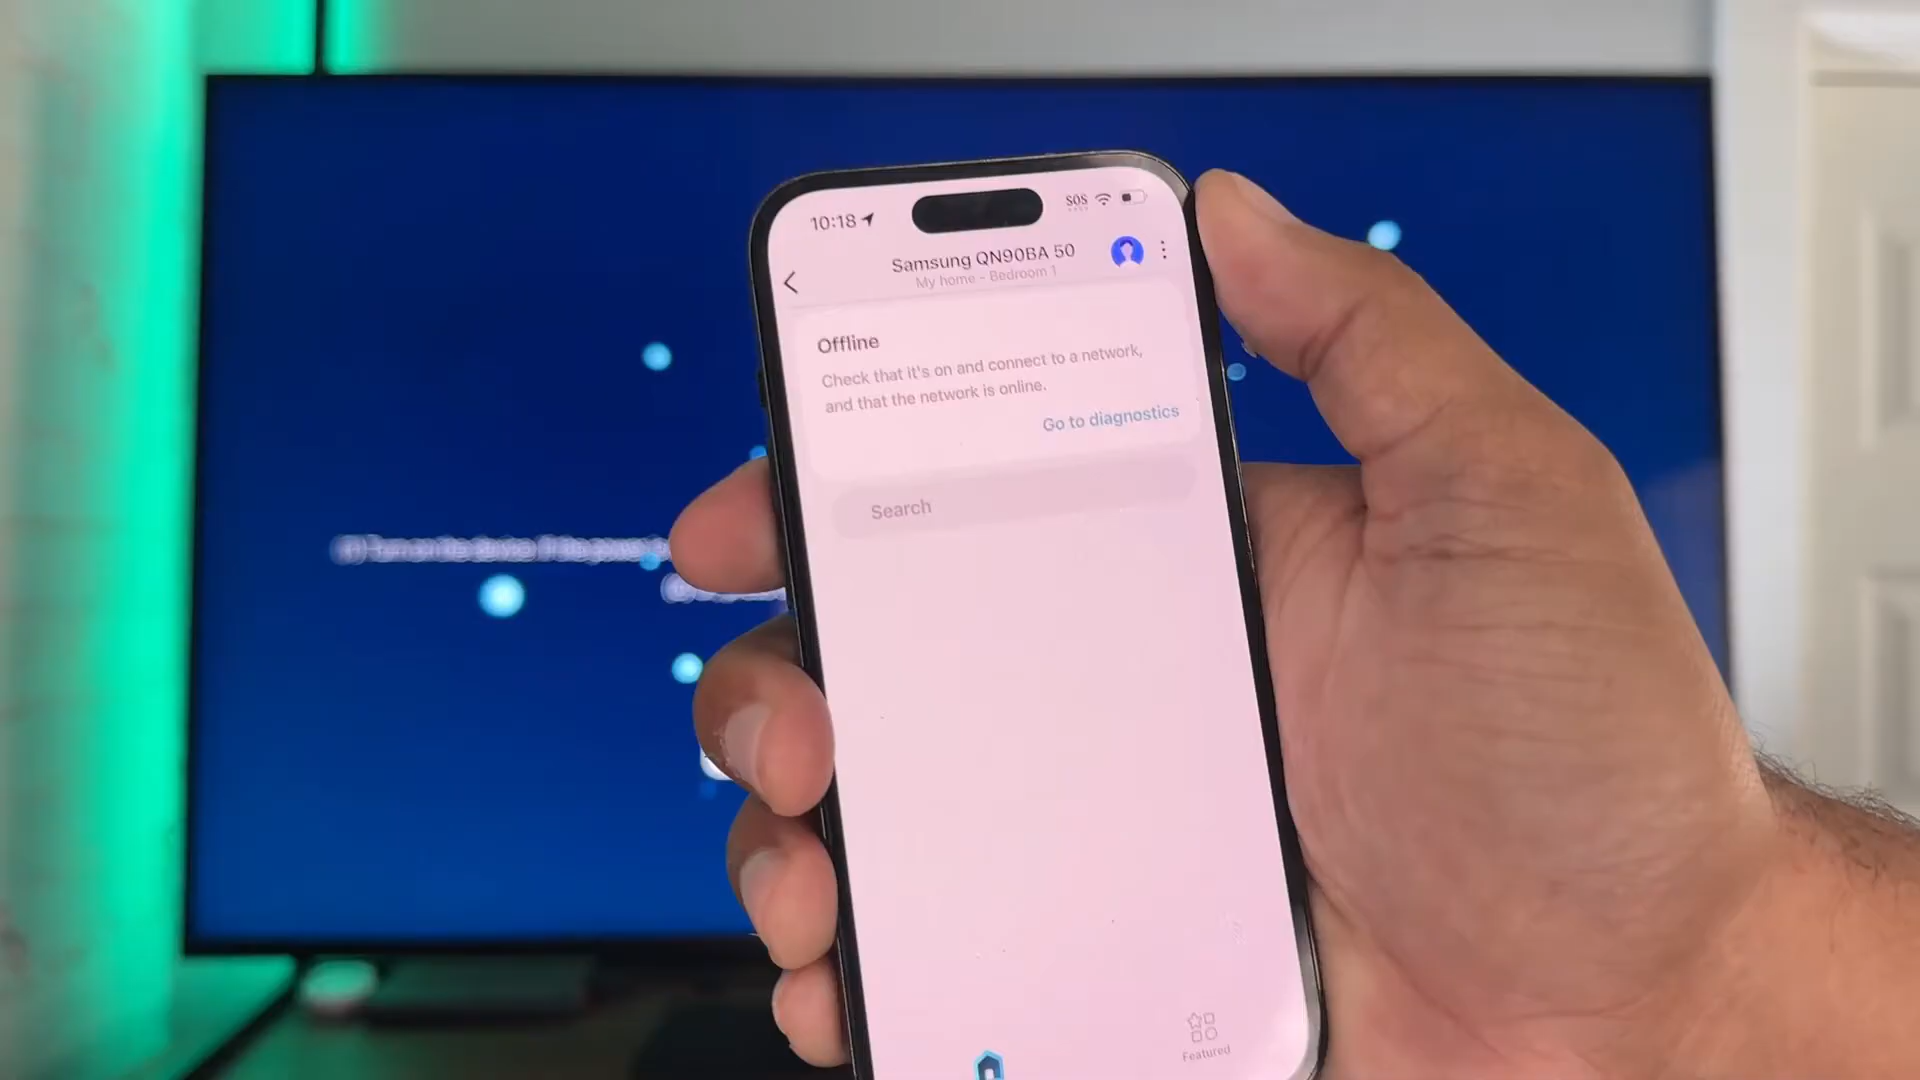 10:18
SOS
Samsung QN90BA 50
My home - Bedroom 1
Offline
Check that it's on and connect to a network,
and that the network is online.
Go to diagnostics
Search
Featured